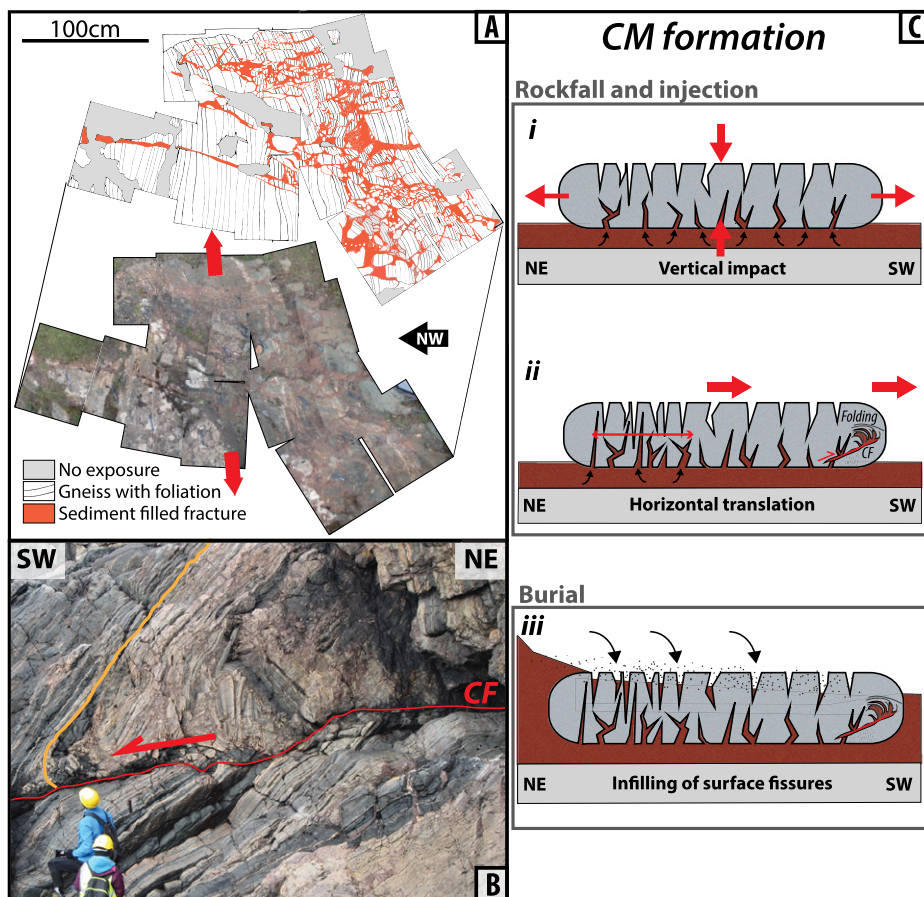 100cm
A
NW
No exposure
Gneiss with foliation
Sediment filled fracture
SW
NE
CF
B
CM formation
C
Rockfall and injection
i
NE
Vertical impact
SW
ii
Folding
CF
NE
Horizontal translation
SW
Burial
iii
NE
Infilling of surface fissures
SW